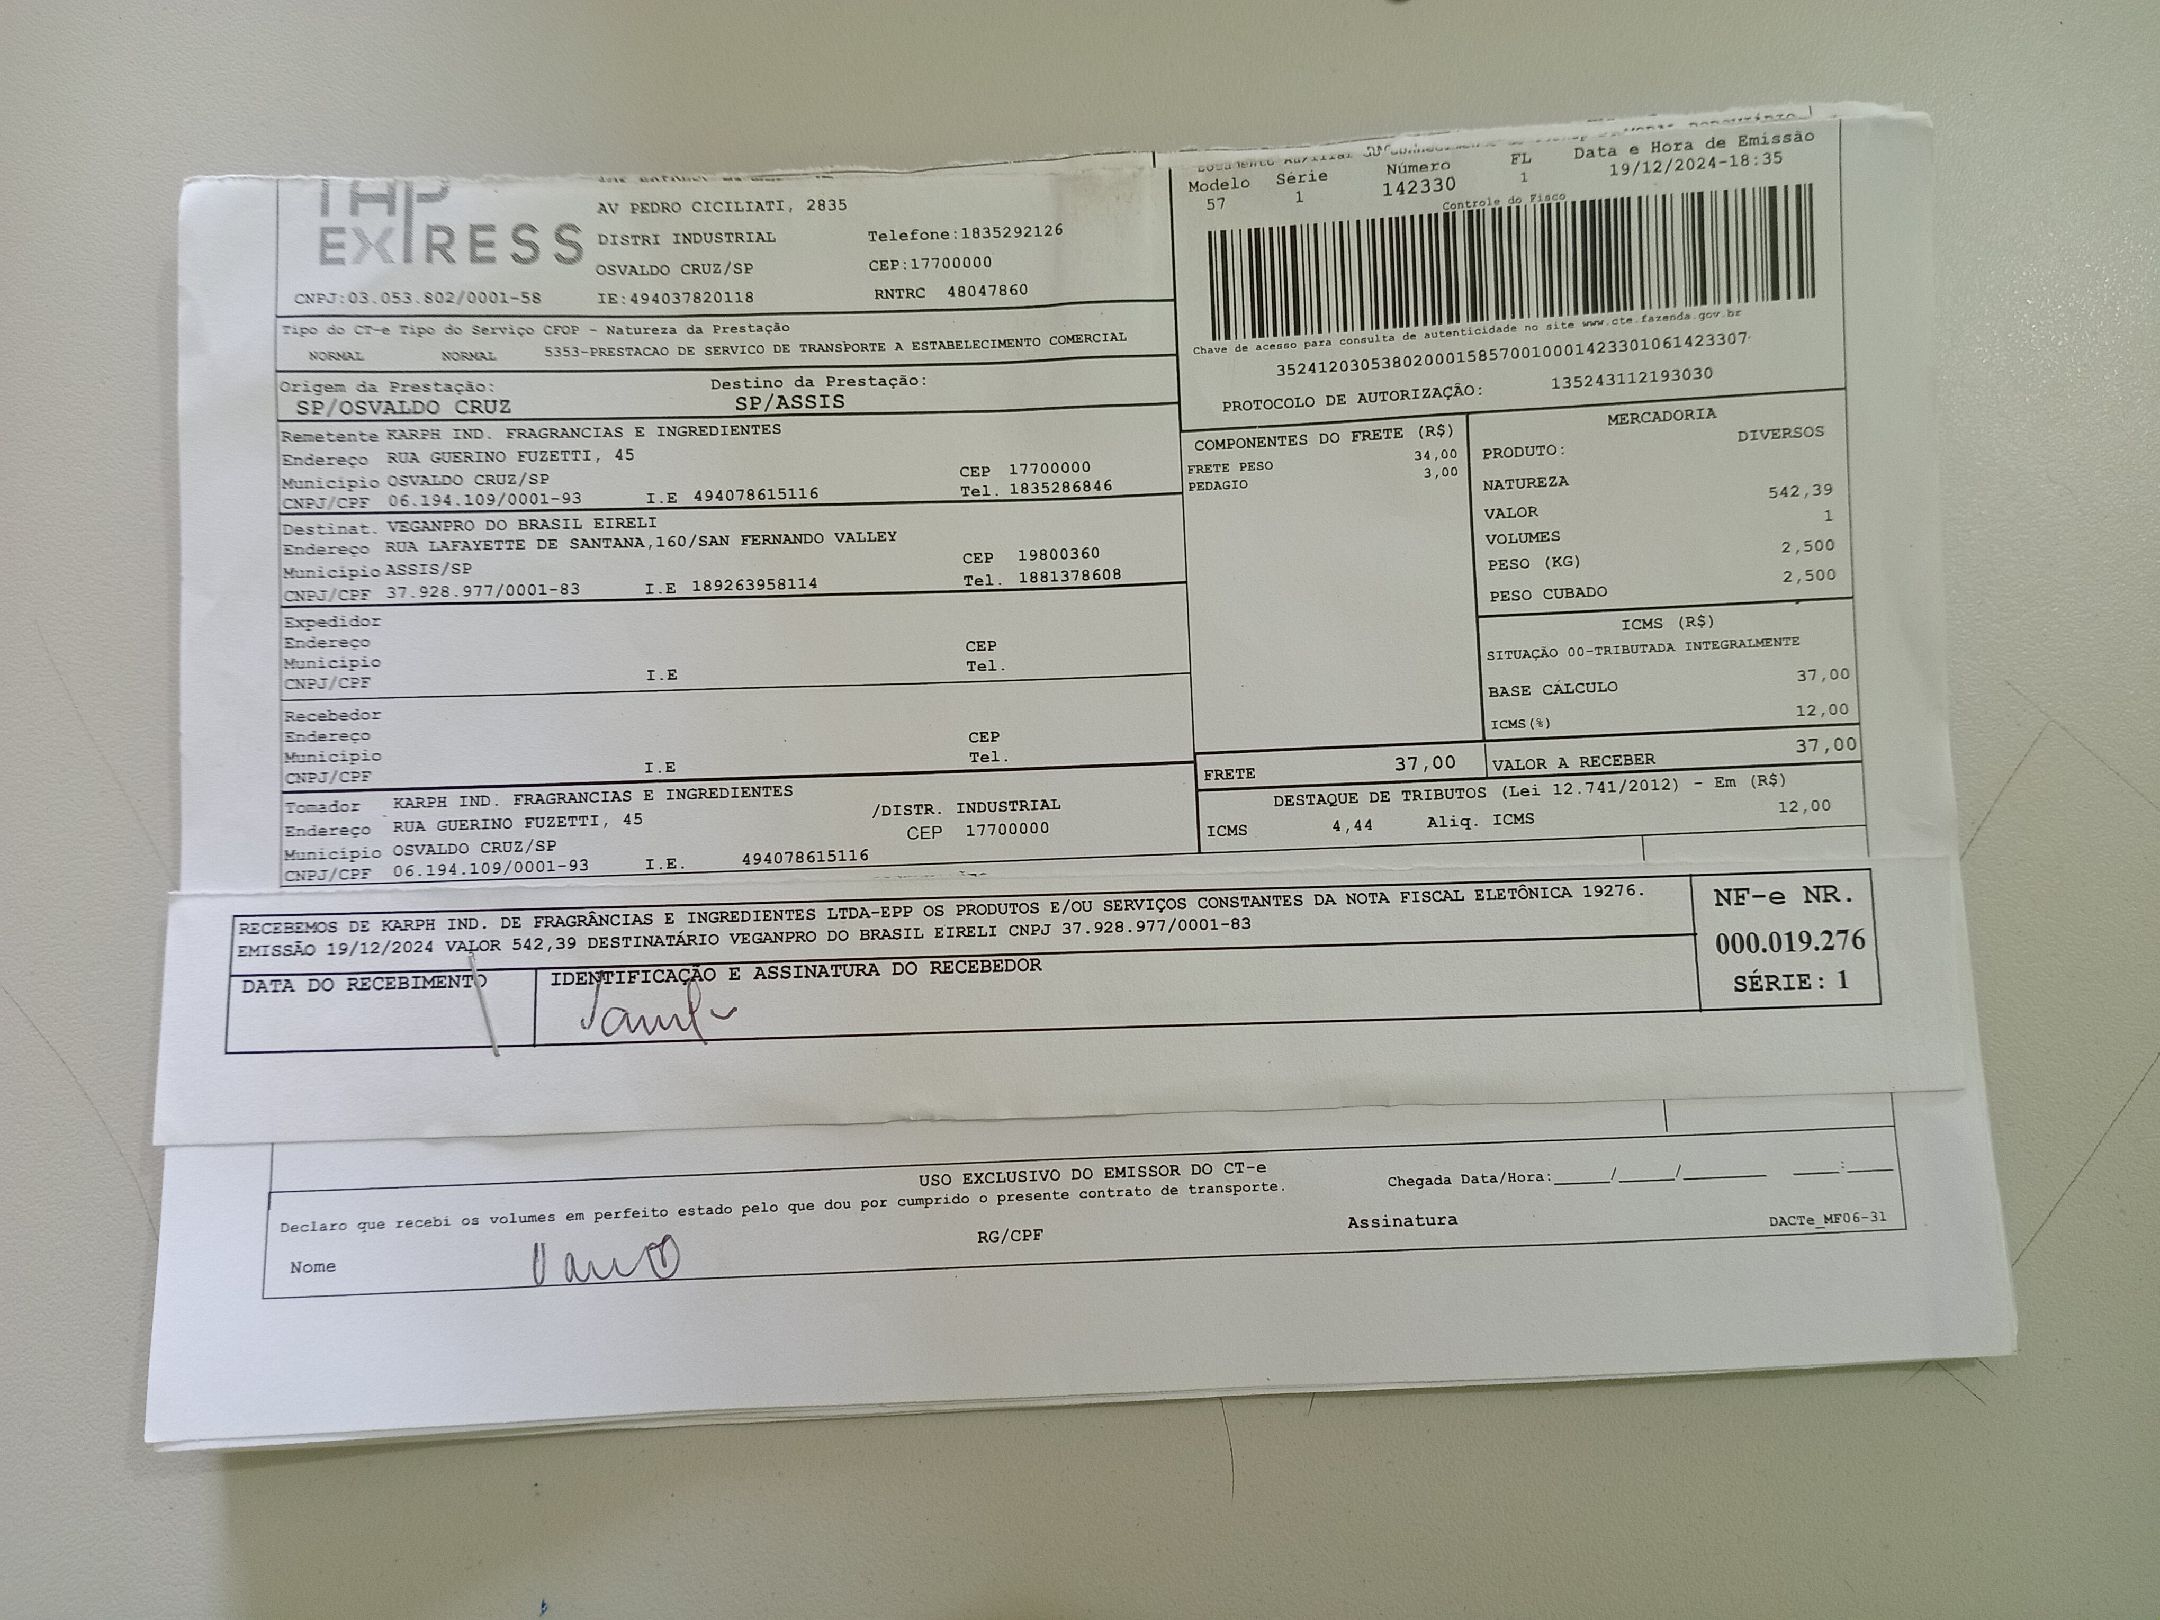 TAP
EXPRESS
AV PEDRO CICILIATI, 2835
DISTRI INDUSTRIAL Telefone:1835292126
OSVALDO CRUZ/SP CEP:17700000
CNPJ:03.053.802/0001-58 IE:494037820118 RNTRC 48047860
Modelo Série Número FL Data e Hora de Emissão
57 1 142330 1 19/12/2024-18:35
Controle do Fisco
Chave de acesso para consulta de autenticidade no site www.cte.fazenda.gov.br
35241203053802000158570010001423301061423307
PROTOCOLO DE AUTORIZAÇÃO: 135243112193030
Tipo do CT-e Tipo do Serviço CFOP - Natureza da Prestação
NORMAL NORMAL 5353-PRESTACAO DE SERVICO DE TRANSPORTE A ESTABELECIMENTO COMERCIAL
Origem da Prestação: Destino da Prestação:
SP/OSVALDO CRUZ SP/ASSIS
Remetente KARPH IND. FRAGRANCIAS E INGREDIENTES
Endereço RUA GUERINO FUZETTI, 45
Município OSVALDO CRUZ/SP CEP 17700000
CNPJ/CPF 06.194.109/0001-93 I.E 494078615116 Tel. 1835286846
Destinat. VEGANPRO DO BRASIL EIRELI
Endereço RUA LAFAYETTE DE SANTANA,160/SAN FERNANDO VALLEY
Município ASSIS/SP CEP 19800360
CNPJ/CPF 37.928.977/0001-83 I.E 189263958114 Tel. 1881378608
Expedidor
Endereço
Município CEP
CNPJ/CPF I.E Tel.
Recebedor
Endereço
Município CEP
CNPJ/CPF I.E Tel.
Tomador KARPH IND. FRAGRANCIAS E INGREDIENTES
Endereço RUA GUERINO FUZETTI, 45 /DISTR. INDUSTRIAL
Município OSVALDO CRUZ/SP CEP 17700000
CNPJ/CPF 06.194.109/0001-93 I.E. 494078615116
COMPONENTES DO FRETE (R$)
FRETE PESO 34,00
PEDAGIO 3,00
MERCADORIA
PRODUTO: DIVERSOS
NATUREZA
VALOR 542,39
VOLUMES 1
PESO (KG) 2,500
PESO CUBADO 2,500
ICMS (R$)
SITUAÇÃO 00-TRIBUTADA INTEGRALMENTE
BASE CÁLCULO 37,00
ICMS(%) 12,00
FRETE 37,00 VALOR A RECEBER 37,00
DESTAQUE DE TRIBUTOS (Lei 12.741/2012) - Em (R$)
ICMS 4,44 Aliq. ICMS 12,00
RECEBEMOS DE KARPH IND. DE FRAGRÂNCIAS E INGREDIENTES LTDA-EPP OS PRODUTOS E/OU SERVIÇOS CONSTANTES DA NOTA FISCAL ELETÔNICA 19276.
EMISSÃO 19/12/2024 VALOR 542,39 DESTINATÁRIO VEGANPRO DO BRASIL EIRELI CNPJ 37.928.977/0001-83
DATA DO RECEBIMENTO IDENTIFICAÇÃO E ASSINATURA DO RECEBEDOR
NF-e NR.
000.019.276
SÉRIE: 1
USO EXCLUSIVO DO EMISSOR DO CT-e
Declaro que recebi os volumes em perfeito estado pelo que dou por cumprido o presente contrato de transporte.
Chegada Data/Hora:_____/_____/_______ ____:____
Nome RG/CPF Assinatura DACTe_MF06-31